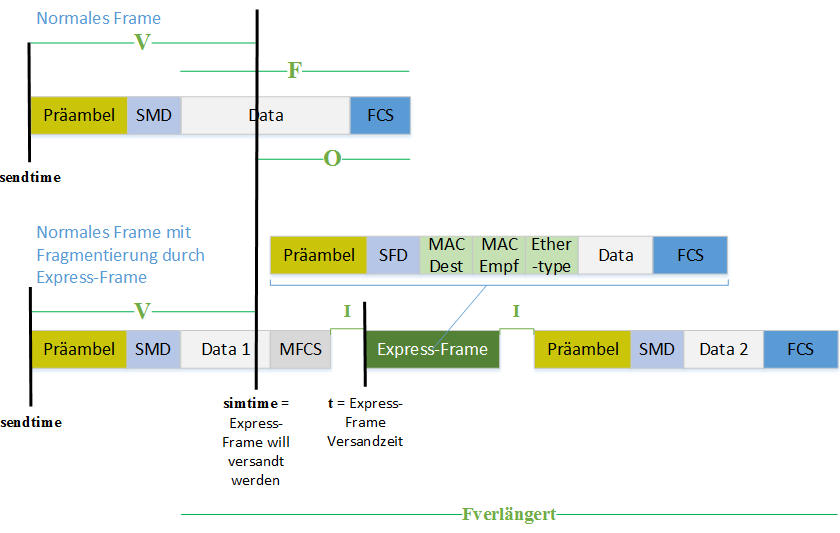 Normales Frame
V
F
Präambel SMD Data FCS
O
sendtime
Normales Frame mit
Fragmentierung durch
Express-Frame
Präambel SFD MAC Dest MAC Empf Ether-type Data FCS
V
I
I
Präambel SMD Data 1 MFCS Express-Frame Präambel SMD Data 2 FCS
sendtime
simtime =
Express-
Frame will
versandt
werden
t = Express-
Frame
Versandzeit
Fverlängert